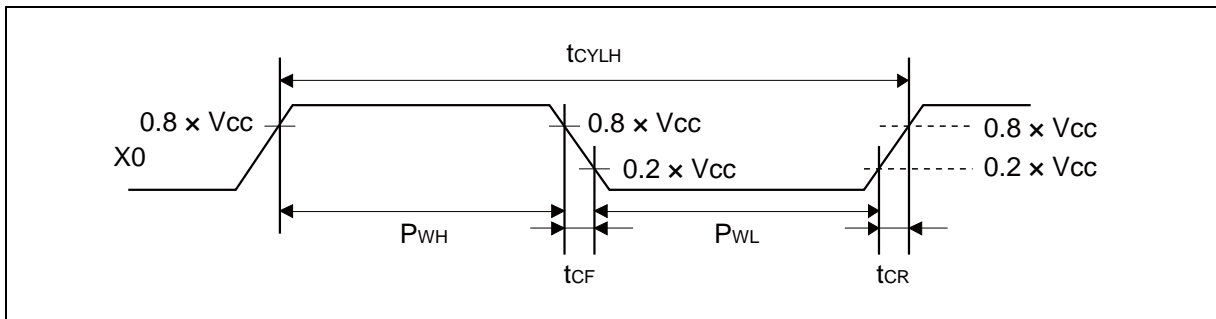 tCYLH
0.8 × Vcc
0.8 × Vcc
0.8 × Vcc
X0
0.2 × Vcc
0.2 × Vcc
PWH
PWL
tCF
tCR